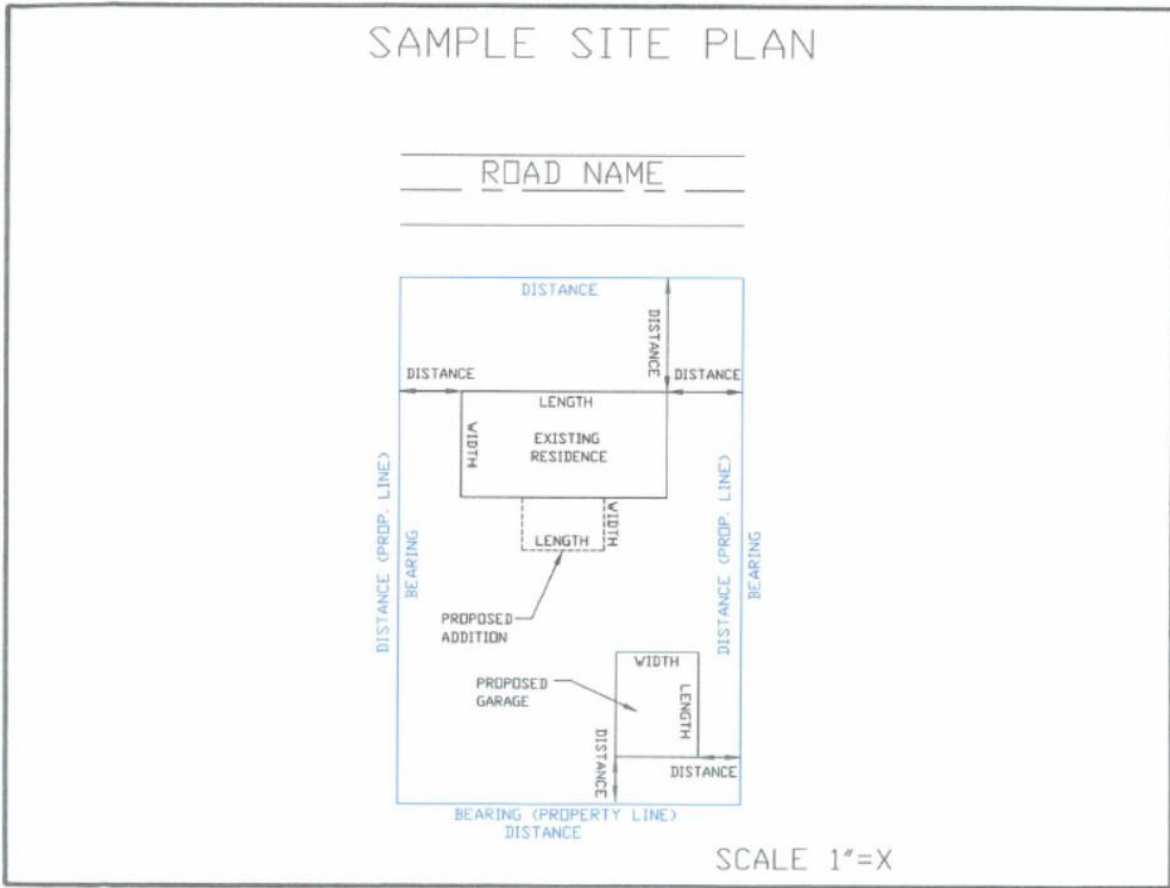 SAMPLE SITE PLAN
ROAD NAME
DISTANCE
DISTANCE
DISTANCE
DISTANCE
LENGTH
WIDTH
EXISTING
RESIDENCE
WIDTH
LENGTH
DISTANCE (PROP. LINE)
BEARING
DISTANCE (PROP. LINE)
BEARING
PROPOSED
ADDITION
WIDTH
PROPOSED
GARAGE
LENGTH
DISTANCE
DISTANCE
BEARING (PROPERTY LINE)
DISTANCE
SCALE 1"=X